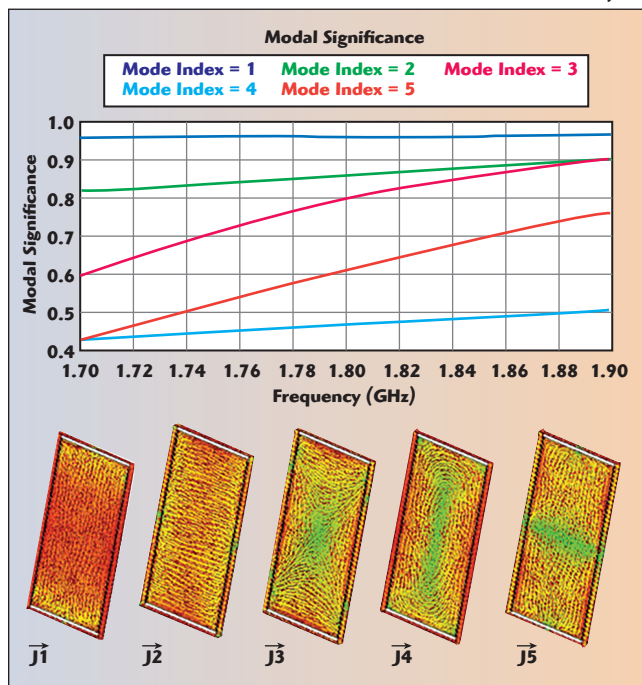 Modal Significance
Mode Index = 1 Mode Index = 2 Mode Index = 3
Mode Index = 4 Mode Index = 5
Modal Significance
1.0
0.9
0.8
0.7
0.6
0.5
0.4
1.70 1.72 1.74 1.76 1.78 1.80 1.82 1.84 1.86 1.88 1.90
Frequency (GHz)
J1 J2 J3 J4 J5